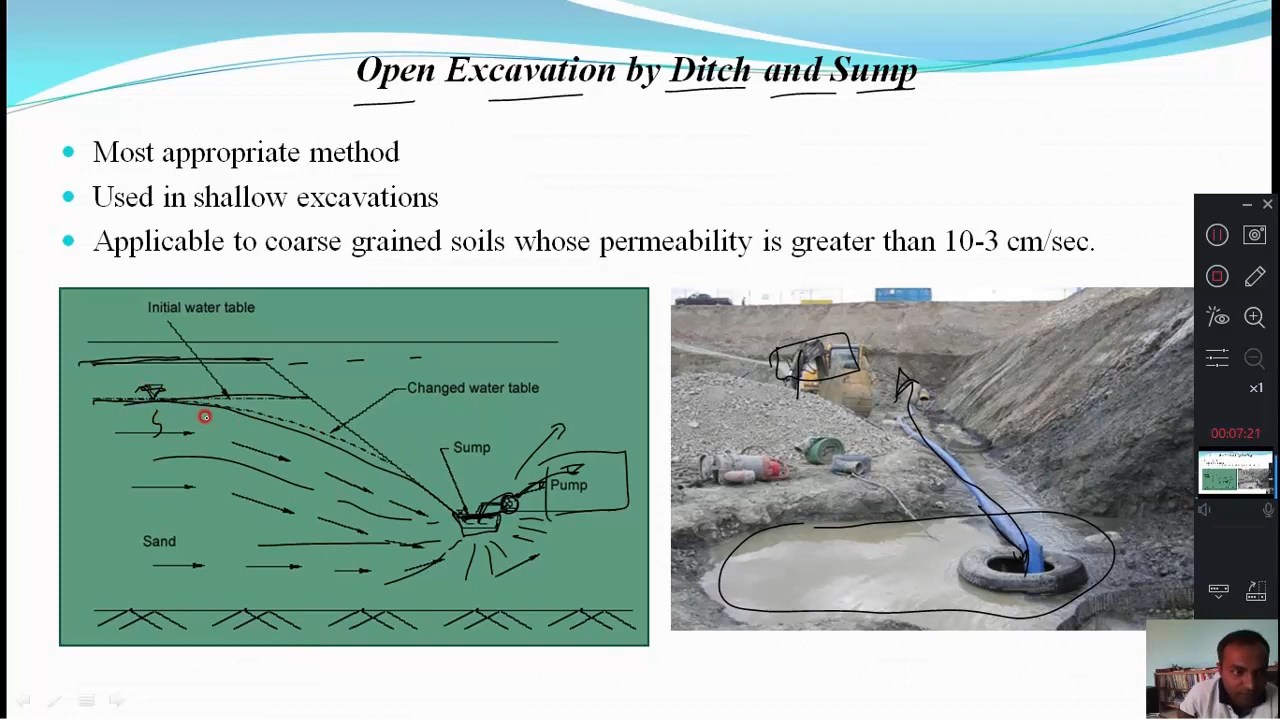 Open Excavation by Ditch and Sump
Most appropriate method
Used in shallow excavations
Applicable to coarse grained soils whose permeability is greater than 10-3 cm/sec.
Initial water table
Changed water table
Sump
Pump
Sand
x1
00:07:21